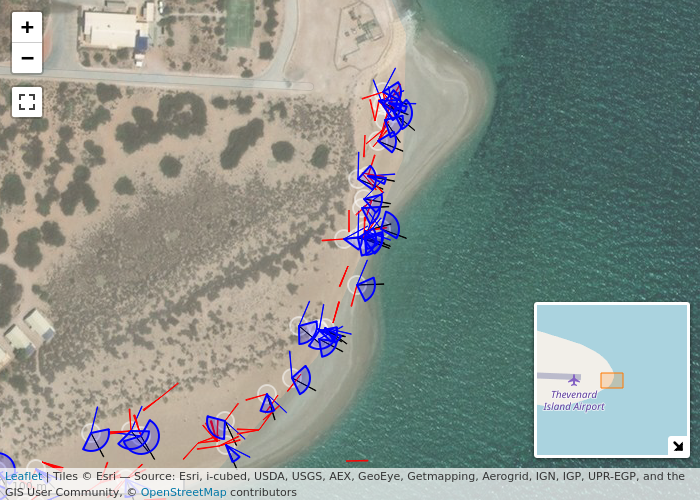 +
−
Thevenard
Island Airport
Leaflet | Tiles © Esri — Source: Esri, i-cubed, USDA, USGS, AEX, GeoEye, Getmapping, Aerogrid, IGN, IGP, UPR-EGP, and the
GIS User Community, © OpenStreetMap contributors